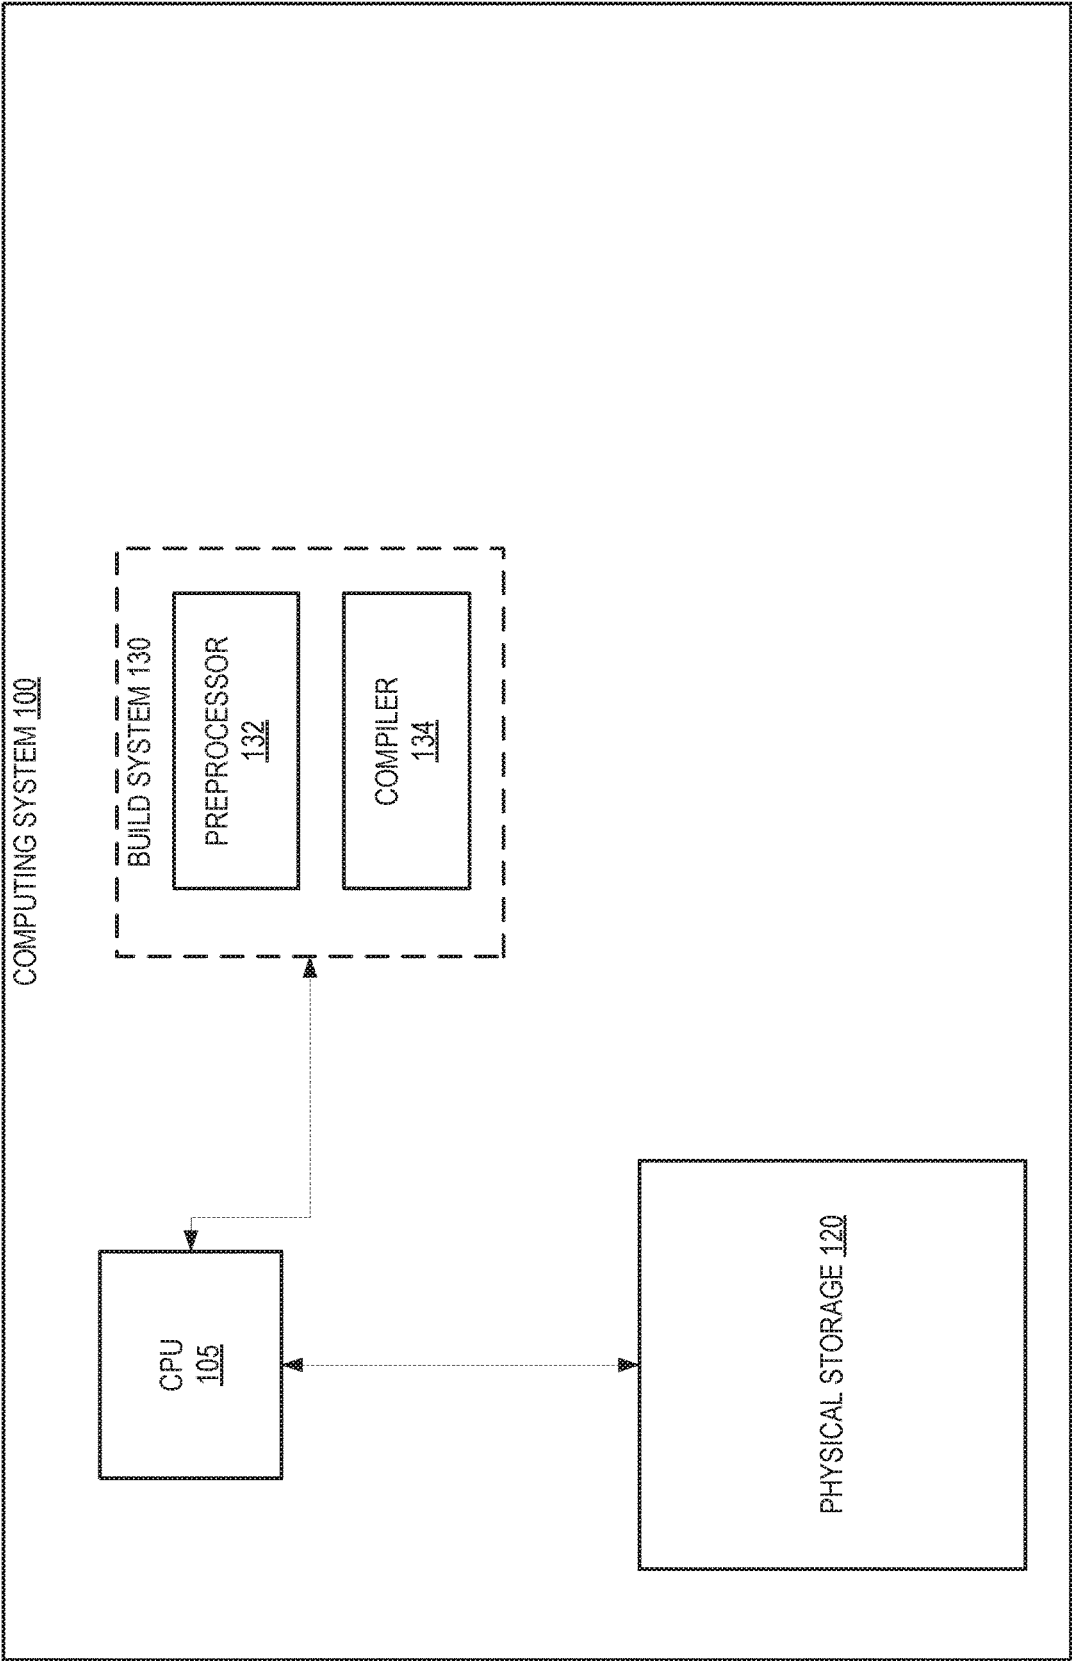 COMPUTING SYSTEM 100
CPU
105
BUILD SYSTEM 130
PREPROCESSOR
132
COMPILER
134
PHYSICAL STORAGE 120